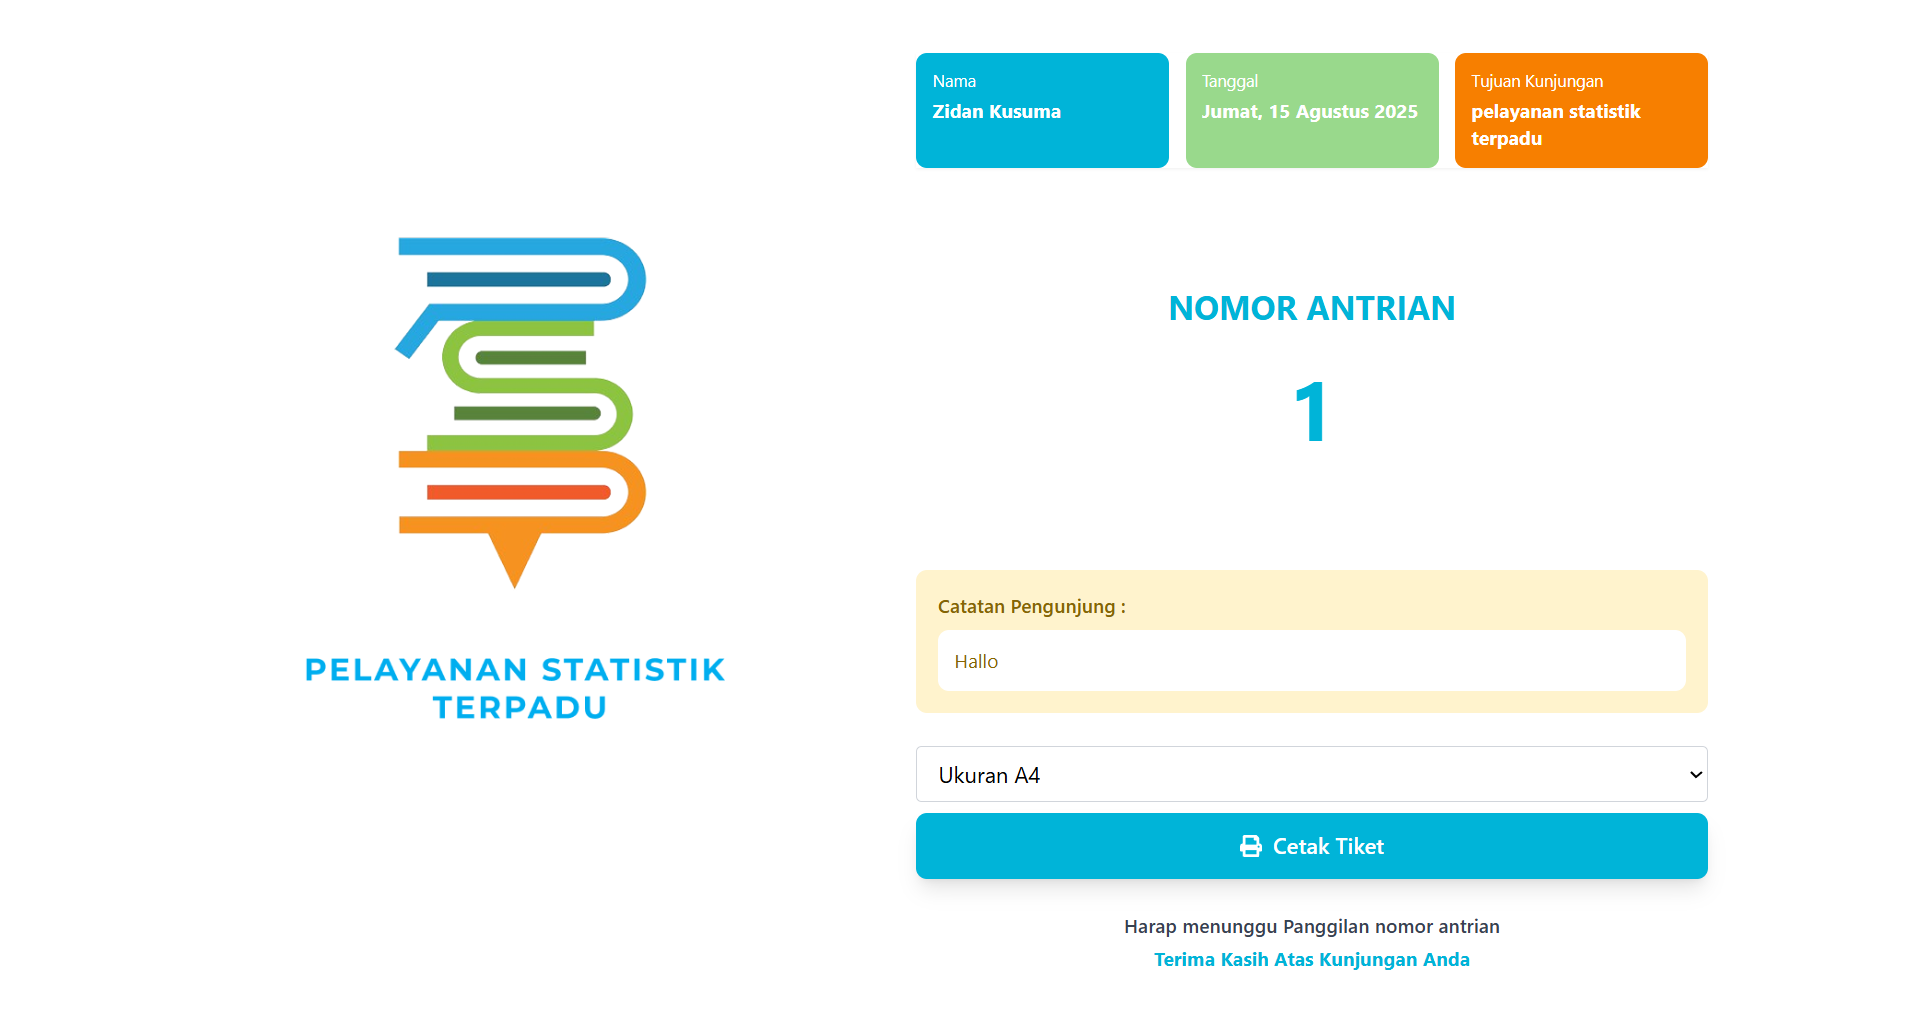 Nama
Zidan Kusuma
Tanggal
Jumat, 15 Agustus 2025
Tujuan Kunjungan
pelayanan statistik
terpadu
PELAYANAN STATISTIK
TERPADU
NOMOR ANTRIAN
1
Catatan Pengunjung :
Hallo
Ukuran A4
Cetak Tiket
Harap menunggu Panggilan nomor antrian
Terima Kasih Atas Kunjungan Anda